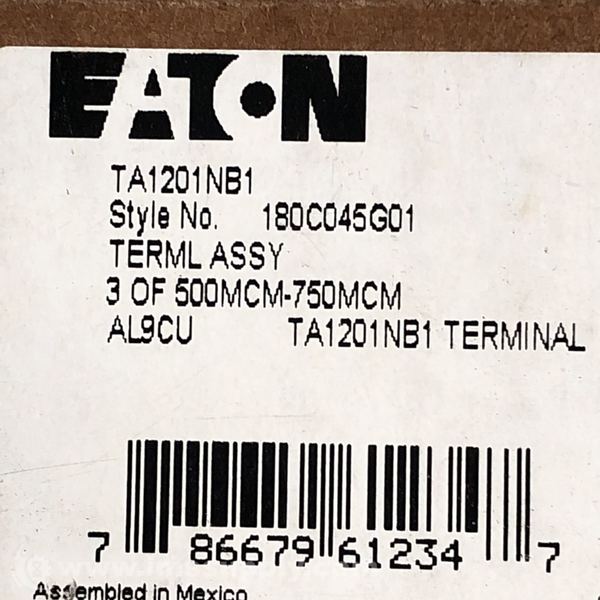 EATON
TA1201NB1
Style No. 180C045G01
TERML ASSY
3 OF 500MCM-750MCM
AL9CU TA1201NB1 TERMINAL
7 86679 61234 7
Assembled in Mexico